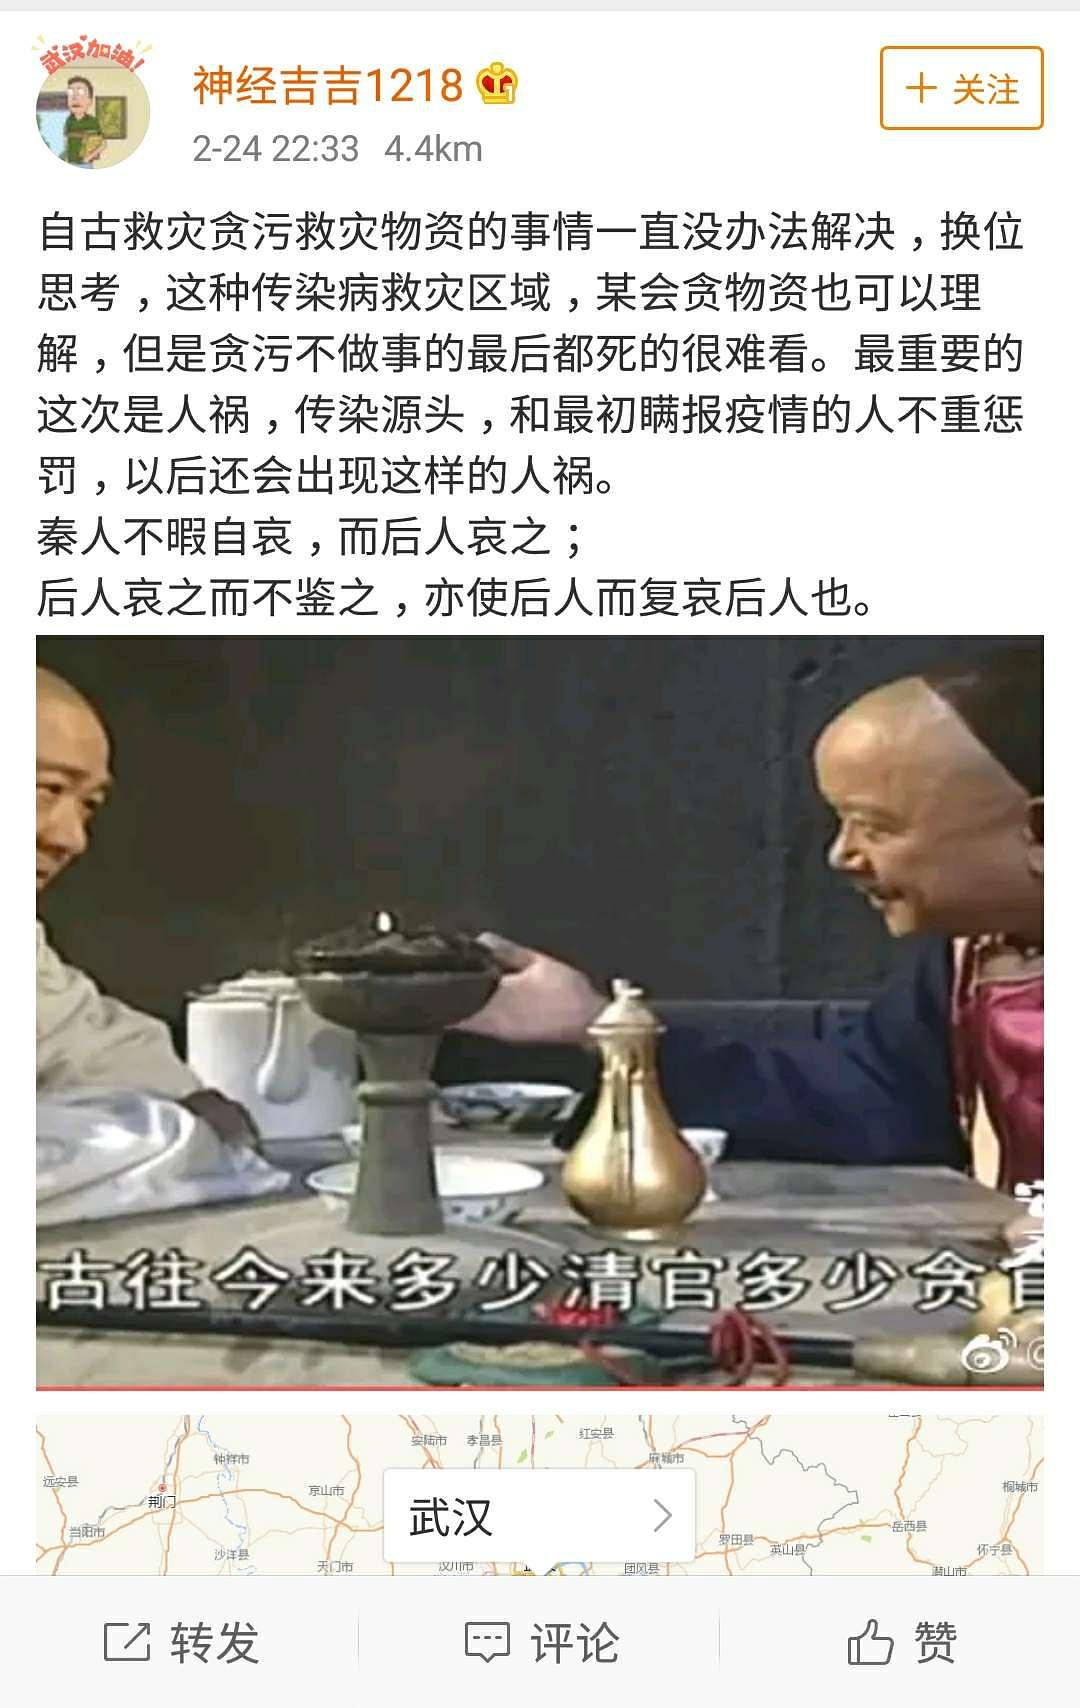 武汉加油!
神经吉吉1218
关注
2-24 22:33 4.4km
自古救灾贪污救灾物资的事情一直没办法解决，换位
思考，这种传染病救灾区域，某会贪物资也可以理
解，但是贪污不做事的最后都死的很难看。最重要的
这次是人祸，传染源头，和最初瞒报疫情的人不重惩
罚，以后还会出现这样的人祸。
秦人不暇自哀，而后人哀之；
后人哀之而不鉴之，亦使后人而复哀后人也。
古往今来多少清官多少贪官
安陆市 孝昌县 红安县
钟祥市 麻城市
远安县 京山市 桐城市
荆门
武汉
当阳市 罗田县 英山县 岳西县
沙洋县 怀宁县
天门市 汉川市 团风县 潜山市
转发 评论 赞